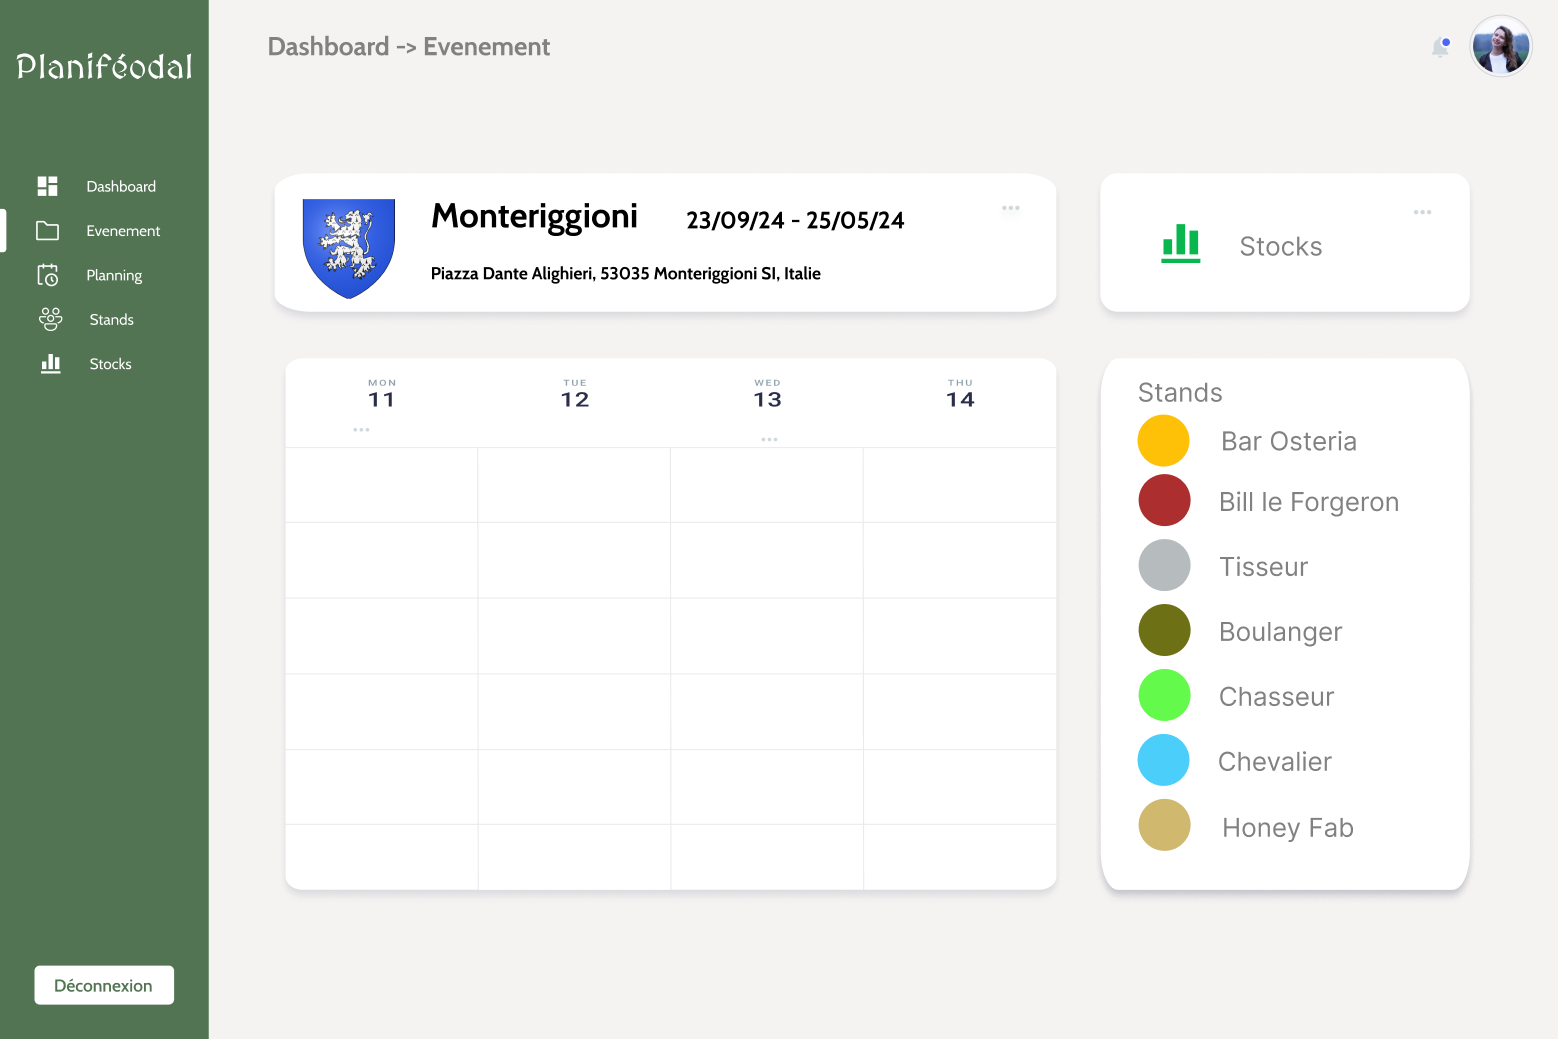 Planiféodal
Dashboard
Evenement
Planning
Stands
Stocks
Déconnexion
Dashboard -> Evenement
Monteriggioni 23/09/24 - 25/05/24
Piazza Dante Alighieri, 53035 Monteriggioni SI, Italie
Stocks
MON TUE WED THU
11 12 13 14
Stands
Bar Osteria
Bill le Forgeron
Tisseur
Boulanger
Chasseur
Chevalier
Honey Fab